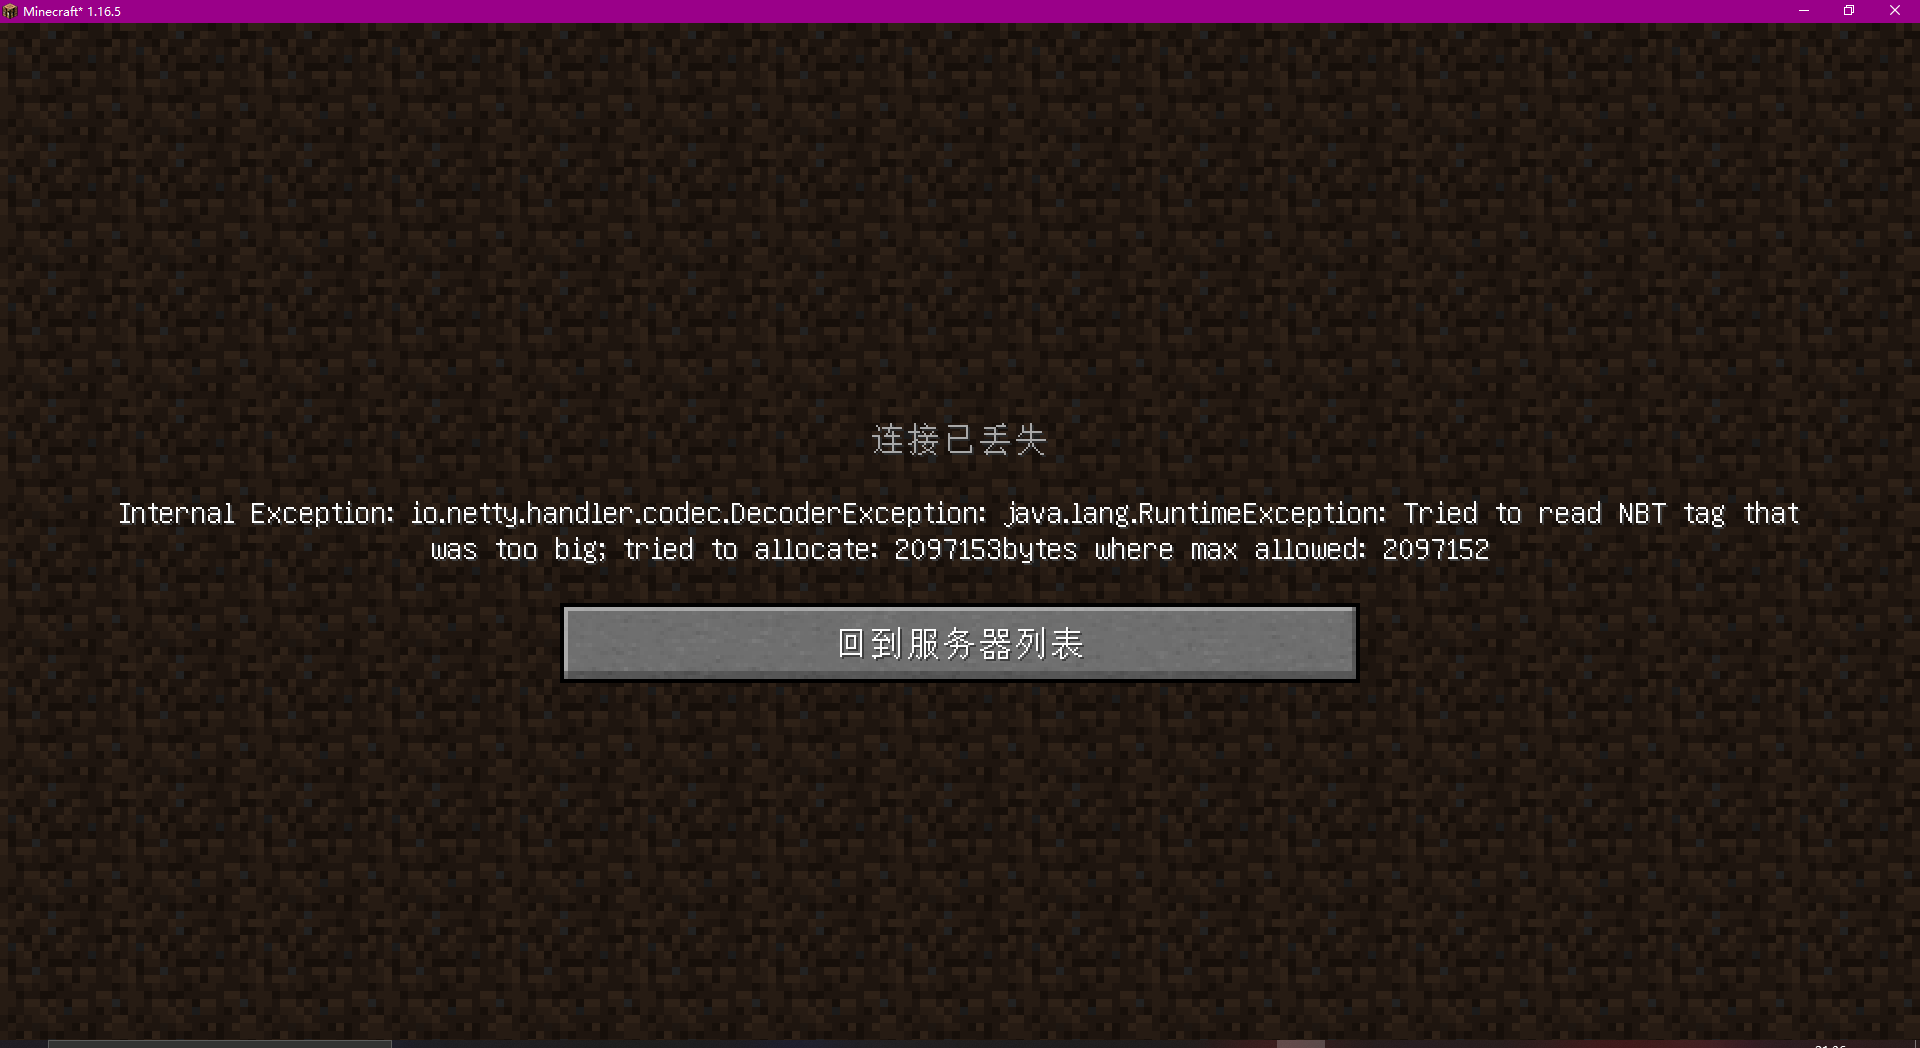 Minecraft* 1.16.5
连接已丢失
Internal Exception: io.netty.handler.codec.DecoderException: java.lang.RuntimeException: Tried to read NBT tag that
was too big; tried to allocate: 2097153bytes where max allowed: 2097152
回到服务器列表